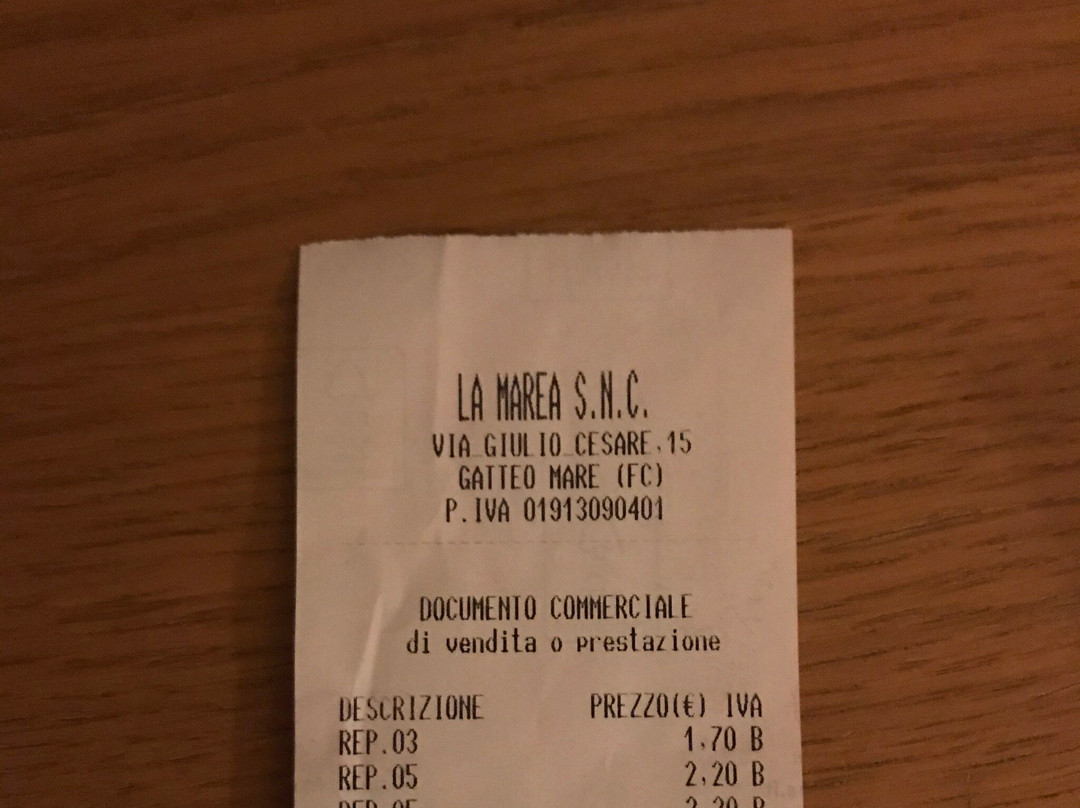 LA MAREA S.N.C.
VIA GIULIO CESARE,15
GATTEO MARE (FC)
P.IVA 01913090401
DOCUMENTO COMMERCIALE
di vendita o prestazione
DESCRIZIONE PREZZO(€) IVA
REP.03 1,70 B
REP.05 2,20 B